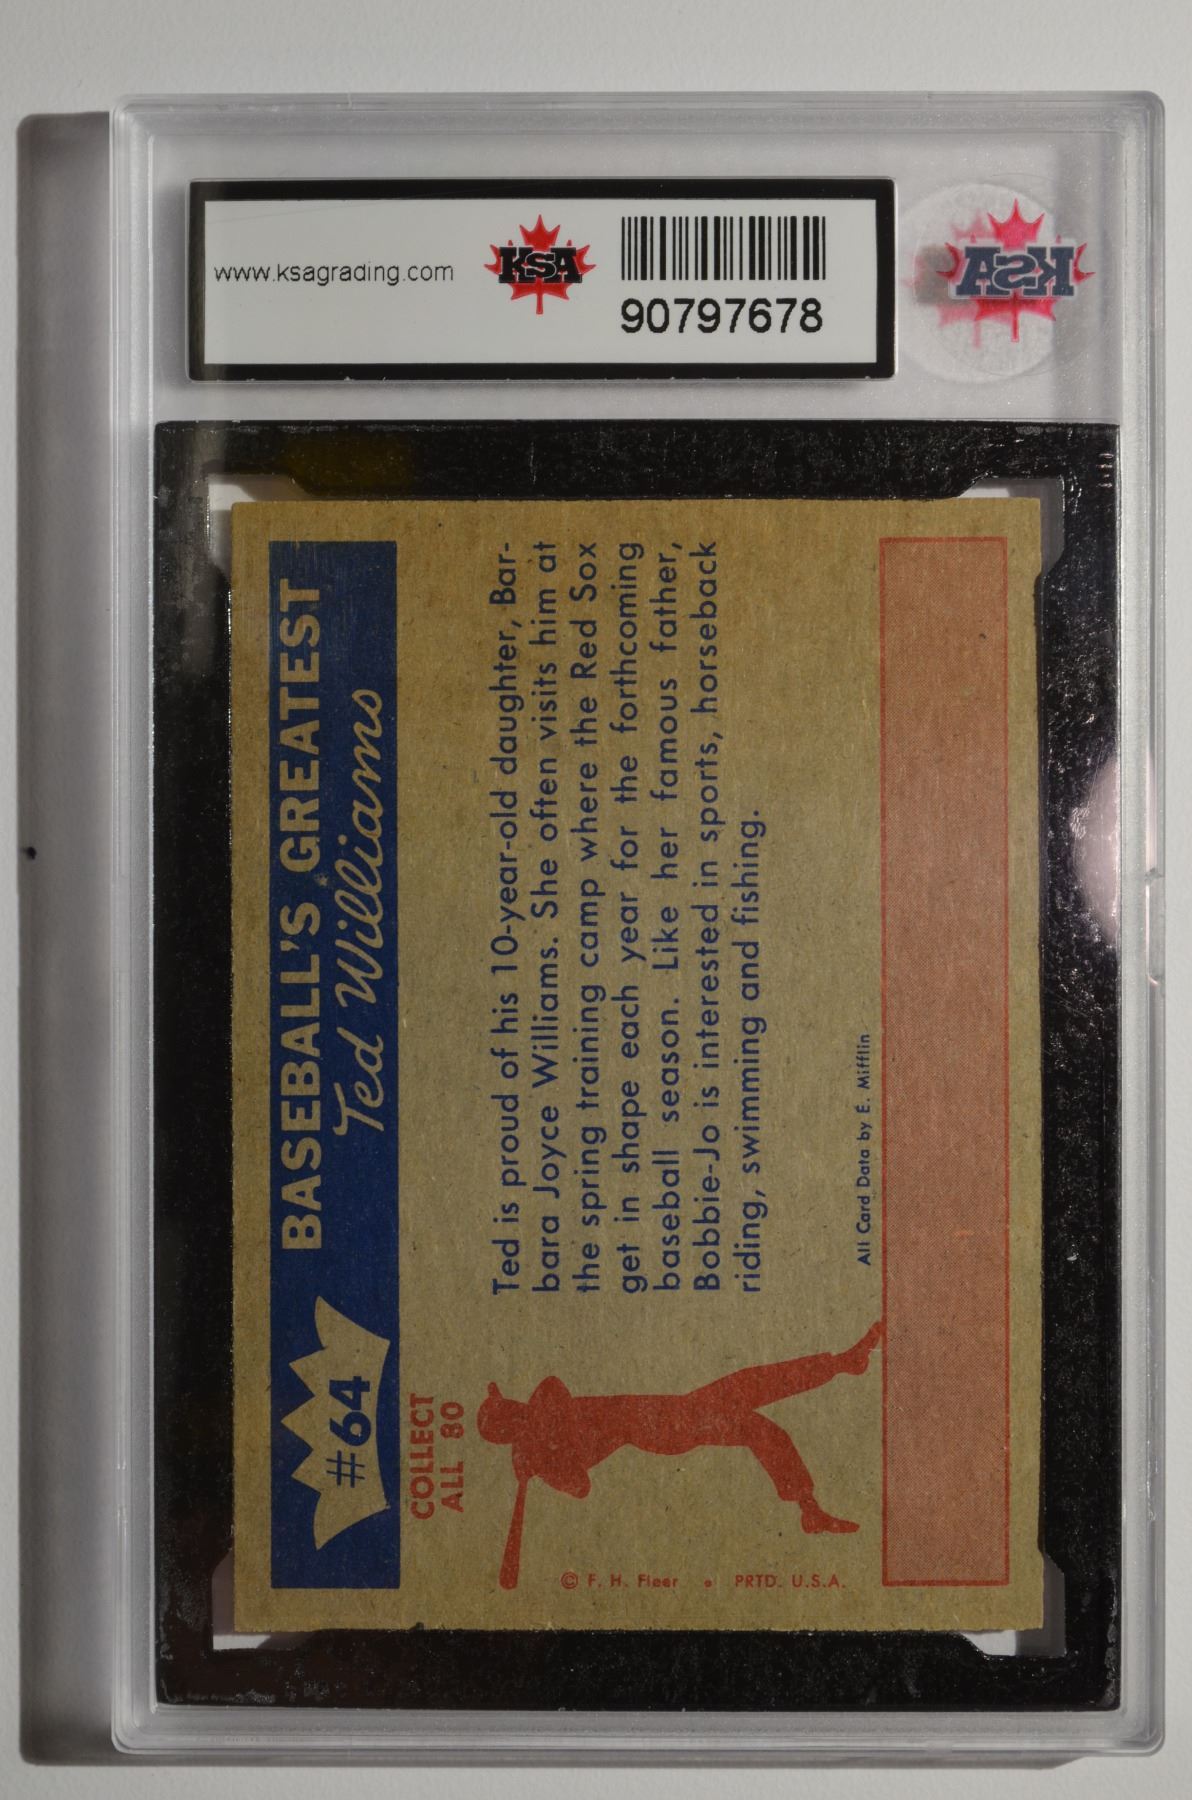 www.ksagrading.com
KSA
90797678
KSA
#64
BASEBALL'S GREATEST
Ted Williams
COLLECT
ALL 80
Ted is proud of his 10-year-old daughter, Bar-
bara Joyce Williams. She often visits him at
the spring training camp where the Red Sox
get in shape each year for the forthcoming
baseball season. Like her famous father,
Bobbie-Jo is interested in sports, horseback
riding, swimming and fishing.
All Card Data by E. Mifflin
© F. H. Fleer • PRTD. U.S.A.